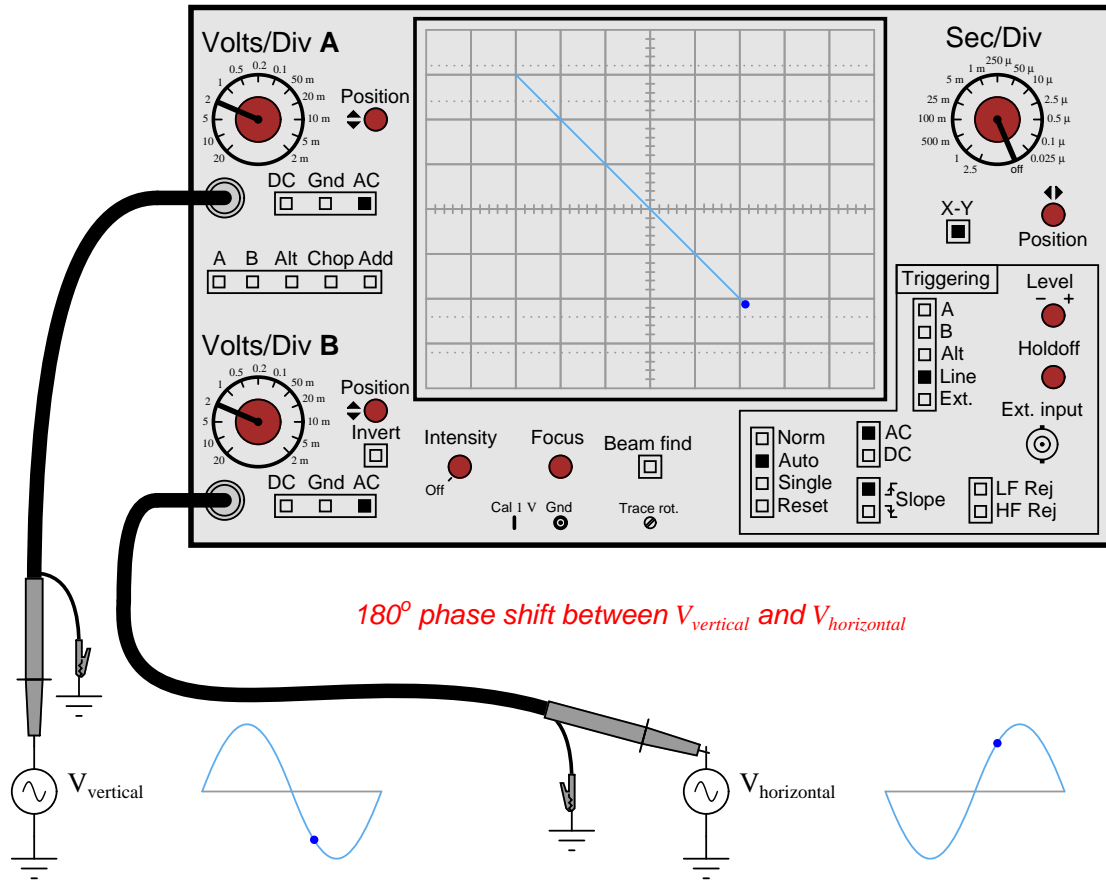 Volts/Div A
20 10 5 2 1 0.5 0.2 0.1 50 m 20 m 10 m 5 m 2 m
Position
DC Gnd AC
A B Alt Chop Add
Volts/Div B
20 10 5 2 1 0.5 0.2 0.1 50 m 20 m 10 m 5 m 2 m
Position
Invert
DC Gnd AC
Intensity
Off
Focus
Beam find
Cal 1 V Gnd
Trace rot.
Sec/Div
2.5 1 500 m 100 m 25 m 5 m 1 m 250 µ 50 µ 10 µ 2.5 µ 0.5 µ 0.1 µ 0.025 µ off
X-Y
Position
Triggering
A
B
Alt
Line
Ext.
Level
− +
Holdoff
Ext. input
Norm
Auto
Single
Reset
AC
DC
Slope
LF Rej
HF Rej
180o phase shift between Vvertical and Vhorizontal
Vvertical
Vhorizontal